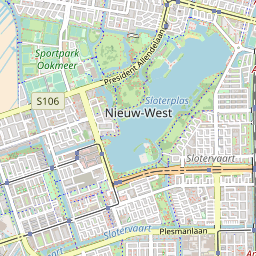 Sportpark
Ookmeer
President Allendelaan
S106
Sloterplas
Nieuw-West
Slotervaart
Slotervaart
Plesmanlaan